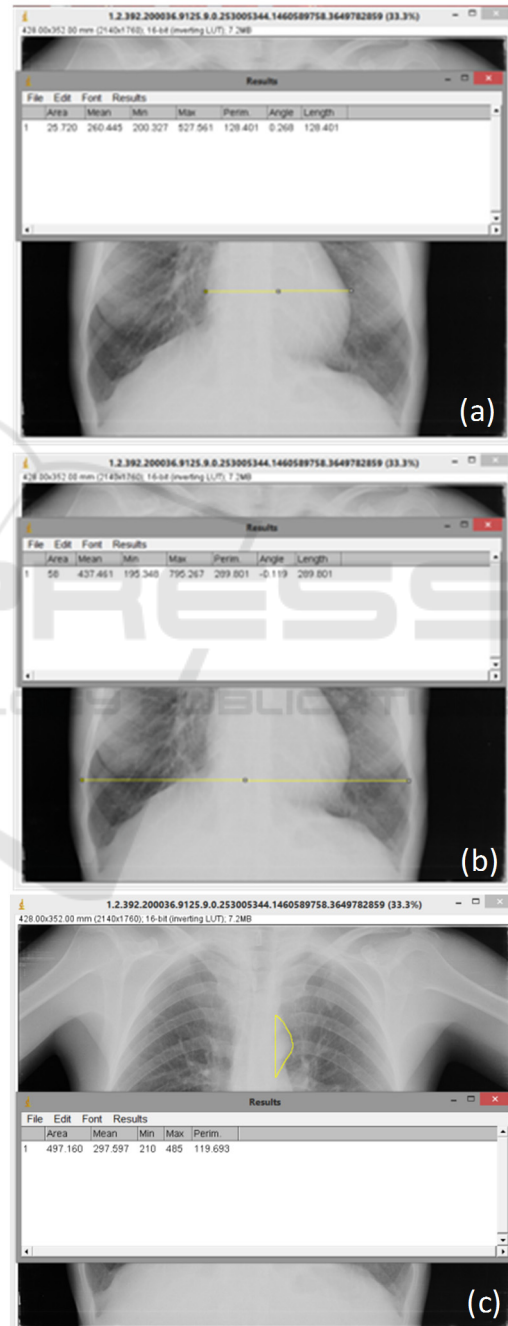 1.2.392.200036.9125.9.0.253005344.1460589758.3649782859 (33.3%)
428.00x352.00 mm (2140x1760); 16-bit (inverting LUT); 7.2MB
Results
File Edit Font Results
Area Mean Min Max Perim. Angle Length
1 25.720 260.445 200.327 527.561 128.401 0.268 128.401
(a)
1.2.392.200036.9125.9.0.253005344.1460589758.3649782859 (33.3%)
428.00x352.00 mm (2140x1760); 16-bit (inverting LUT); 7.2MB
Results
File Edit Font Results
Area Mean Min Max Perim. Angle Length
1 58 437.461 195.348 795.267 289.801 -0.119 289.801
PRESS
PUBLICAT
(b)
1.2.392.200036.9125.9.0.253005344.1460589758.3649782859 (33.3%)
428.00x352.00 mm (2140x1760); 16-bit (inverting LUT); 7.2MB
Results
File Edit Font Results
Area Mean Min Max Perim.
1 497.160 297.597 210 485 119.693
(c)